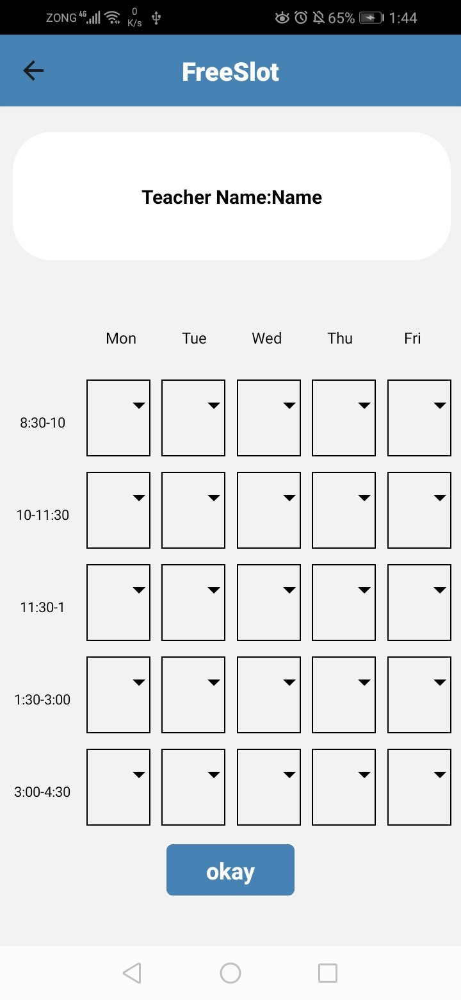 ZONG 4G 0 K/s 65% 1:44
FreeSlot
Teacher Name:Name
Mon Tue Wed Thu Fri
8:30-10
10-11:30
11:30-1
1:30-3:00
3:00-4:30
okay